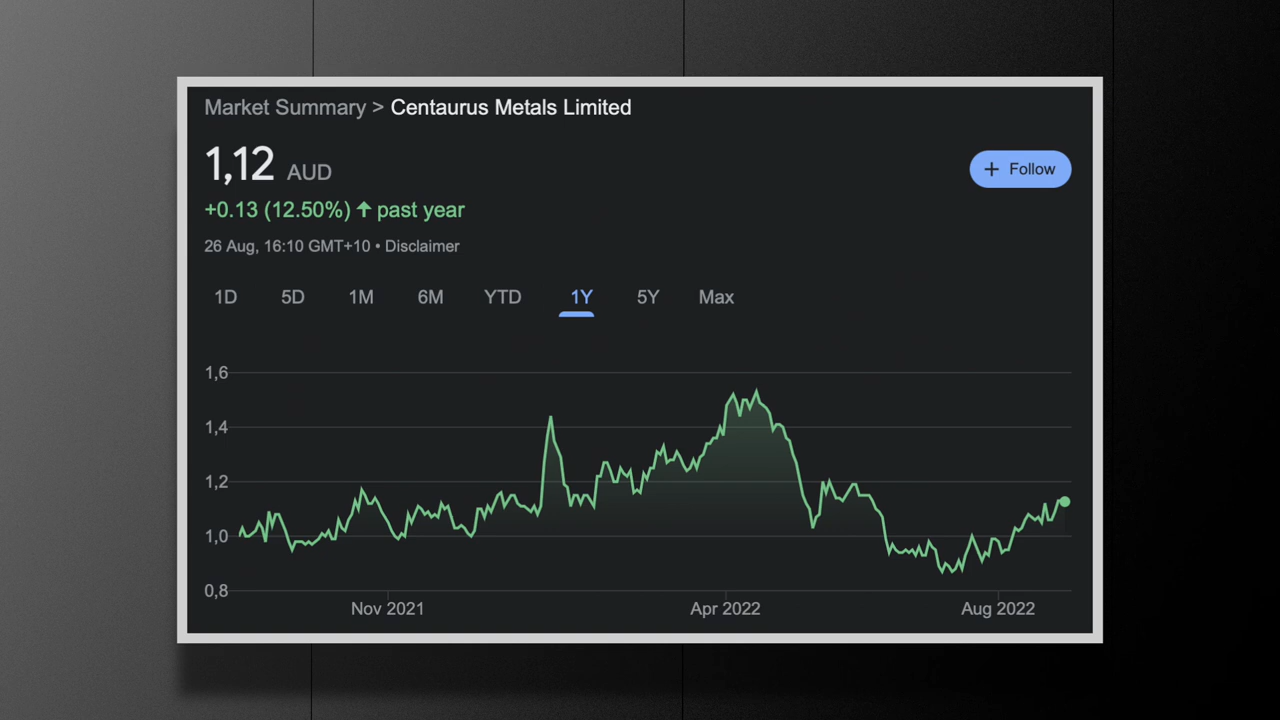 Market Summary > Centaurus Metals Limited
1,12 AUD
+ Follow
+0.13 (12.50%) ↑ past year
26 Aug, 16:10 GMT+10 • Disclaimer
1D 5D 1M 6M YTD 1Y 5Y Max
1,6
1,4
1,2
1,0
0,8
Nov 2021 Apr 2022 Aug 2022